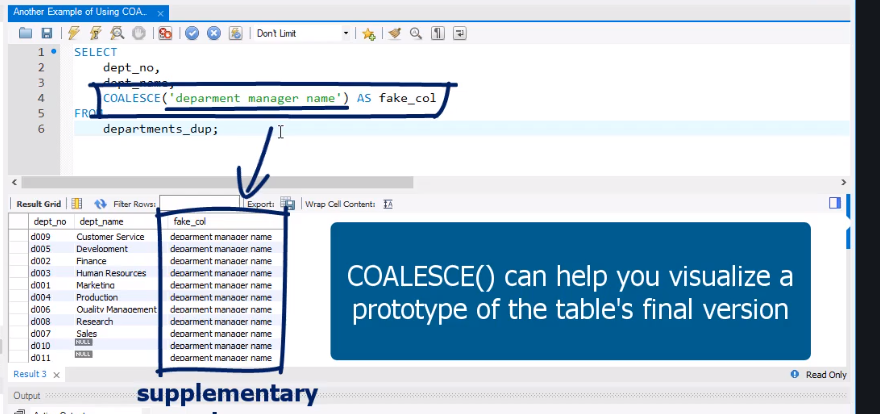 Another Example of Using COA...
Don't Limit
1 SELECT
2 dept_no,
3 dept_name,
4 COALESCE('deparment manager name') AS fake_col
5 FROM
6 departments_dup;
Result Grid Filter Rows: Export: Wrap Cell Content:
dept_no dept_name fake_col
d009 Customer Service deparment manager name
d005 Development deparment manager name
d002 Finance deparment manager name
d003 Human Resources deparment manager name
d001 Marketing deparment manager name
d004 Production deparment manager name
d006 Quality Management deparment manager name
d008 Research deparment manager name
d007 Sales deparment manager name
d010 NULL deparment manager name
d011 NULL deparment manager name
COALESCE() can help you visualize a
prototype of the table's final version
Result 3
Read Only
supplementary
Output